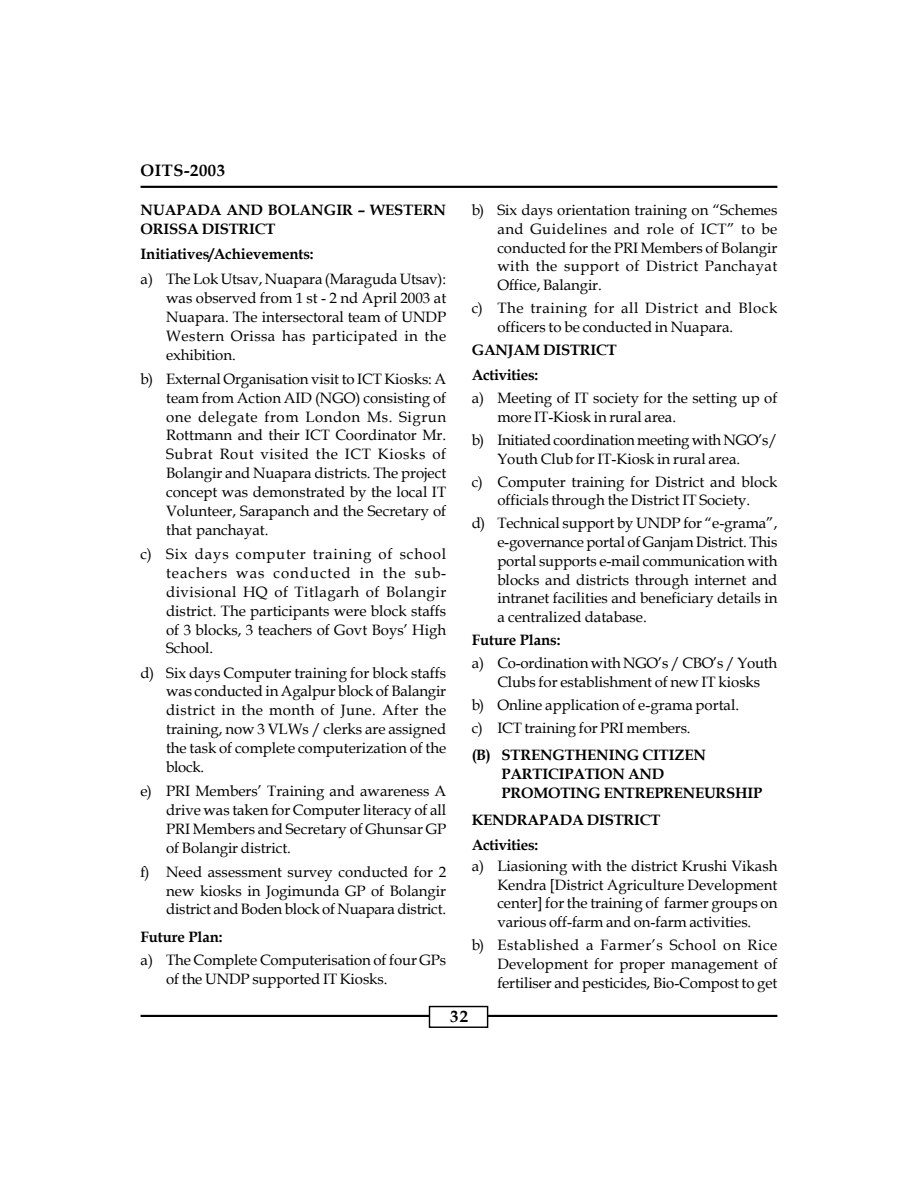 OITS-2003
NUAPADA AND BOLANGIR – WESTERN
ORISSA DISTRICT
Initiatives/Achievements:
a) The Lok Utsav, Nuapara (Maraguda Utsav):
was observed from 1 st - 2 nd April 2003 at
Nuapara. The intersectoral team of UNDP
Western Orissa has participated in the
exhibition.
b) External Organisation visit to ICT Kiosks: A
team from Action AID (NGO) consisting of
one delegate from London Ms. Sigrun
Rottmann and their ICT Coordinator Mr.
Subrat Rout visited the ICT Kiosks of
Bolangir and Nuapara districts. The project
concept was demonstrated by the local IT
Volunteer, Sarapanch and the Secretary of
that panchayat.
c) Six days computer training of school
teachers was conducted in the sub-
divisional HQ of Titlagarh of Bolangir
district. The participants were block staffs
of 3 blocks, 3 teachers of Govt Boys’ High
School.
d) Six days Computer training for block staffs
was conducted in Agalpur block of Balangir
district in the month of June. After the
training, now 3 VLWs / clerks are assigned
the task of complete computerization of the
block.
e) PRI Members’ Training and awareness A
drive was taken for Computer literacy of all
PRI Members and Secretary of Ghunsar GP
of Bolangir district.
f) Need assessment survey conducted for 2
new kiosks in Jogimunda GP of Bolangir
district and Boden block of Nuapara district.
Future Plan:
a) The Complete Computerisation of four GPs
of the UNDP supported IT Kiosks.
b) Six days orientation training on “Schemes
and Guidelines and role of ICT” to be
conducted for the PRI Members of Bolangir
with the support of District Panchayat
Office, Balangir.
c) The training for all District and Block
officers to be conducted in Nuapara.
GANJAM DISTRICT
Activities:
a) Meeting of IT society for the setting up of
more IT-Kiosk in rural area.
b) Initiated coordination meeting with NGO’s/
Youth Club for IT-Kiosk in rural area.
c) Computer training for District and block
officials through the District IT Society.
d) Technical support by UNDP for “e-grama”,
e-governance portal of Ganjam District. This
portal supports e-mail communication with
blocks and districts through internet and
intranet facilities and beneficiary details in
a centralized database.
Future Plans:
a) Co-ordination with NGO’s / CBO’s / Youth
Clubs for establishment of new IT kiosks
b) Online application of e-grama portal.
c) ICT training for PRI members.
(B) STRENGTHENING CITIZEN
PARTICIPATION AND
PROMOTING ENTREPRENEURSHIP
KENDRAPADA DISTRICT
Activities:
a) Liasioning with the district Krushi Vikash
Kendra [District Agriculture Development
center] for the training of farmer groups on
various off-farm and on-farm activities.
b) Established a Farmer’s School on Rice
Development for proper management of
fertiliser and pesticides, Bio-Compost to get
32